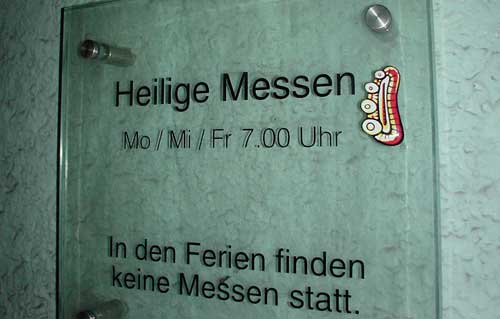 Heilige Messen
Mo / Mi / Fr 7.00 Uhr
In den Ferien finden
keine Messen statt.